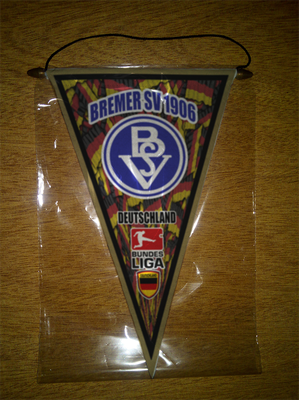 BREMER SV 1906
BSV
DEUTSCHLAND
BUNDES
LIGA